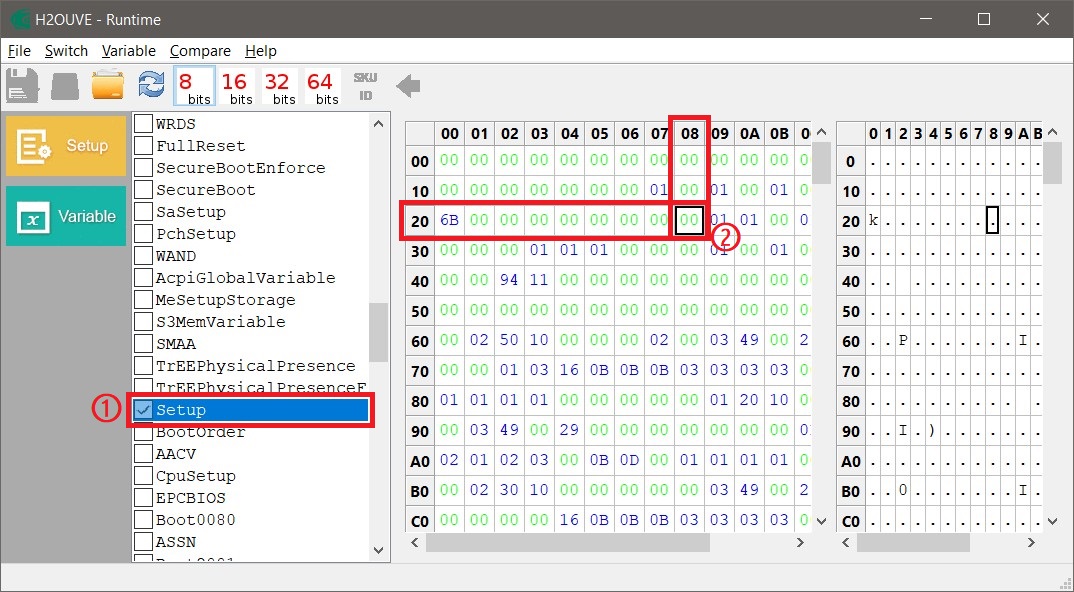 H2OUVE - Runtime
File Switch Variable Compare Help
8 bits 16 bits 32 bits 64 bits SKU ID
Setup
Variable
WRDS
FullReset
SecureBootEnforce
SecureBoot
SaSetup
PchSetup
WAND
AcpiGlobalVariable
MeSetupStorage
S3MemVariable
SMAA
TrEEPhysicalPresence
TrEEPhysicalPresenceF
① Setup
BootOrder
AACV
CpuSetup
EPCBIOS
Boot0080
ASSN
00 01 02 03 04 05 06 07 08 09 0A 0B
00 00 00 00 00 00 00 00 00 00 00 00 00
10 00 00 00 00 00 00 00 01 00 01 00 01
20 6B 00 00 00 00 00 00 00 00 01 01 00
②
30 00 00 00 01 01 01 00 00 00 01 00 01
40 00 00 94 11 00 00 00 00 00 00 00 00
50 00 00 00 00 00 00 00 00 00 00 00 00
60 00 02 50 10 00 00 00 02 00 03 49 00 2
70 00 00 01 03 16 0B 0B 0B 03 03 03 03
80 01 01 01 01 00 00 00 00 00 01 20 10
90 00 03 49 00 29 00 00 00 00 00 00 00
A0 02 01 02 03 00 0B 0D 00 01 01 01 01
B0 00 02 30 10 00 00 00 00 00 03 49 00 2
C0 00 00 00 00 16 0B 0B 0B 03 03 03 03
0 1 2 3 4 5 6 7 8 9 A B
0 . . . . . . . . . . . .
10 . . . . . . . . . . . .
20 k . . . . . . . . . . .
30 . . . . . . . . . . . .
40 . . . . . . . . . . .
50 . . . . . . . . . . . .
60 . . P . . . . . . . I .
70 . . . . . . . . . . . .
80 . . . . . . . . . . .
90 . . I . ) . . . . . . .
A0 . . . . . . . . . . . .
B0 . . 0 . . . . . . . I .
C0 . . . . . . . . . . . .